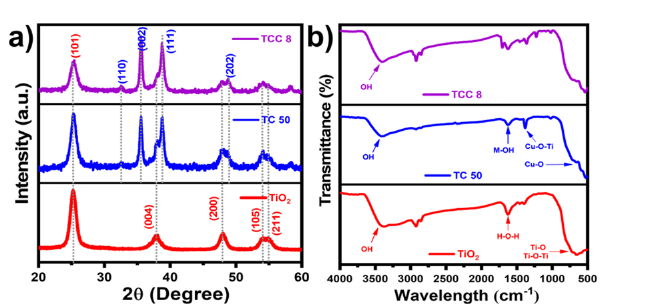 a)
Intensity (a.u.)
(101)
(002)
(111)
TCC 8
(110)
(202)
TC 50
TiO2
(004)
(200)
(105)
(211)
20 30 40 50 60
2θ (Degree)
b)
Transmittance (%)
OH
TCC 8
OH
M-OH
Cu-O-Ti
Cu-O
TC 50
OH
H-O-H
TiO2
Ti-O
Ti-O-Ti
4000 3500 3000 2500 2000 1500 1000 500
Wavelength (cm-1)